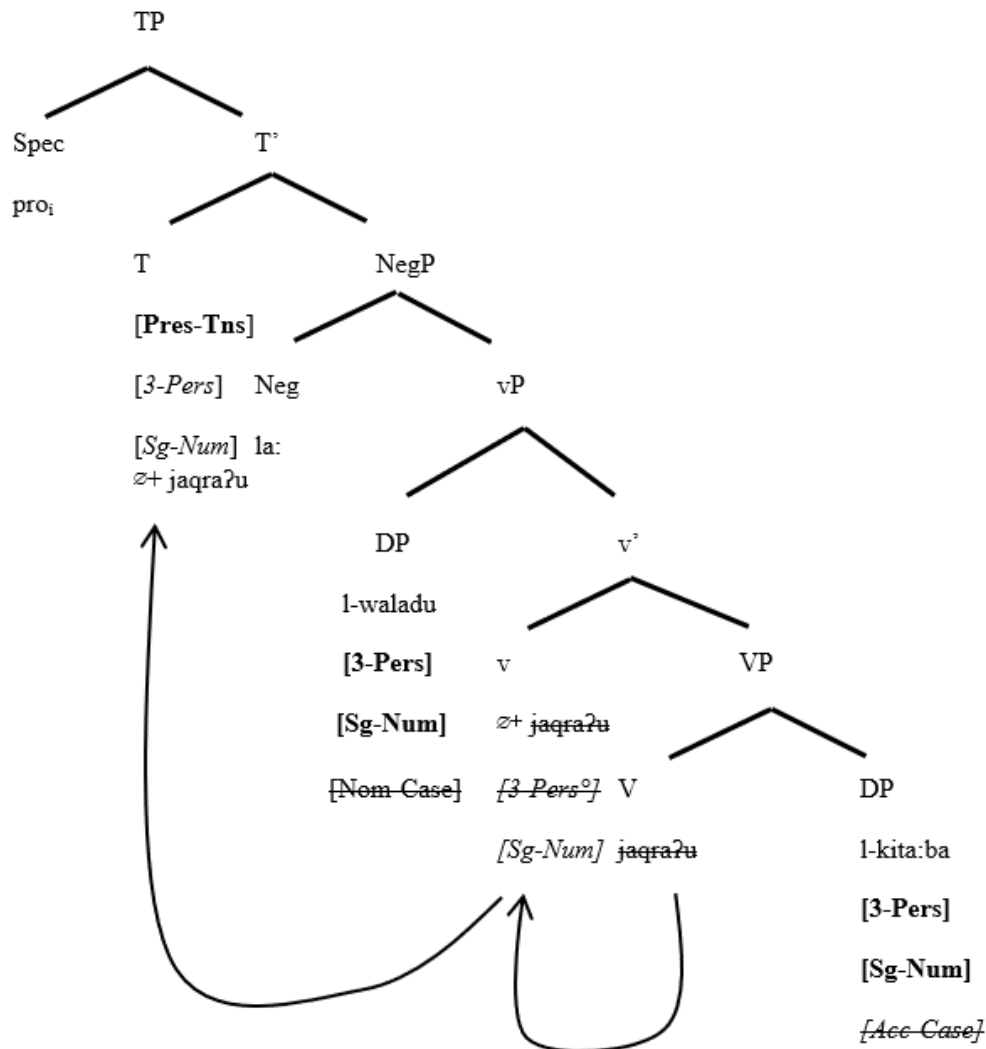 TP
Spec T’
proᵢ
T NegP
[Pres-Tns]
[3-Pers] Neg vP
[Sg-Num] la:
⌀+ jaqraʔu
DP v’
l-waladu
[3-Pers] v VP
[Sg-Num] ⌀+ jaqraʔu
[Nom-Case] [3-Pers°] V DP
[Sg-Num] jaqraʔu l-kita:ba
[3-Pers]
[Sg-Num]
[Acc-Case]